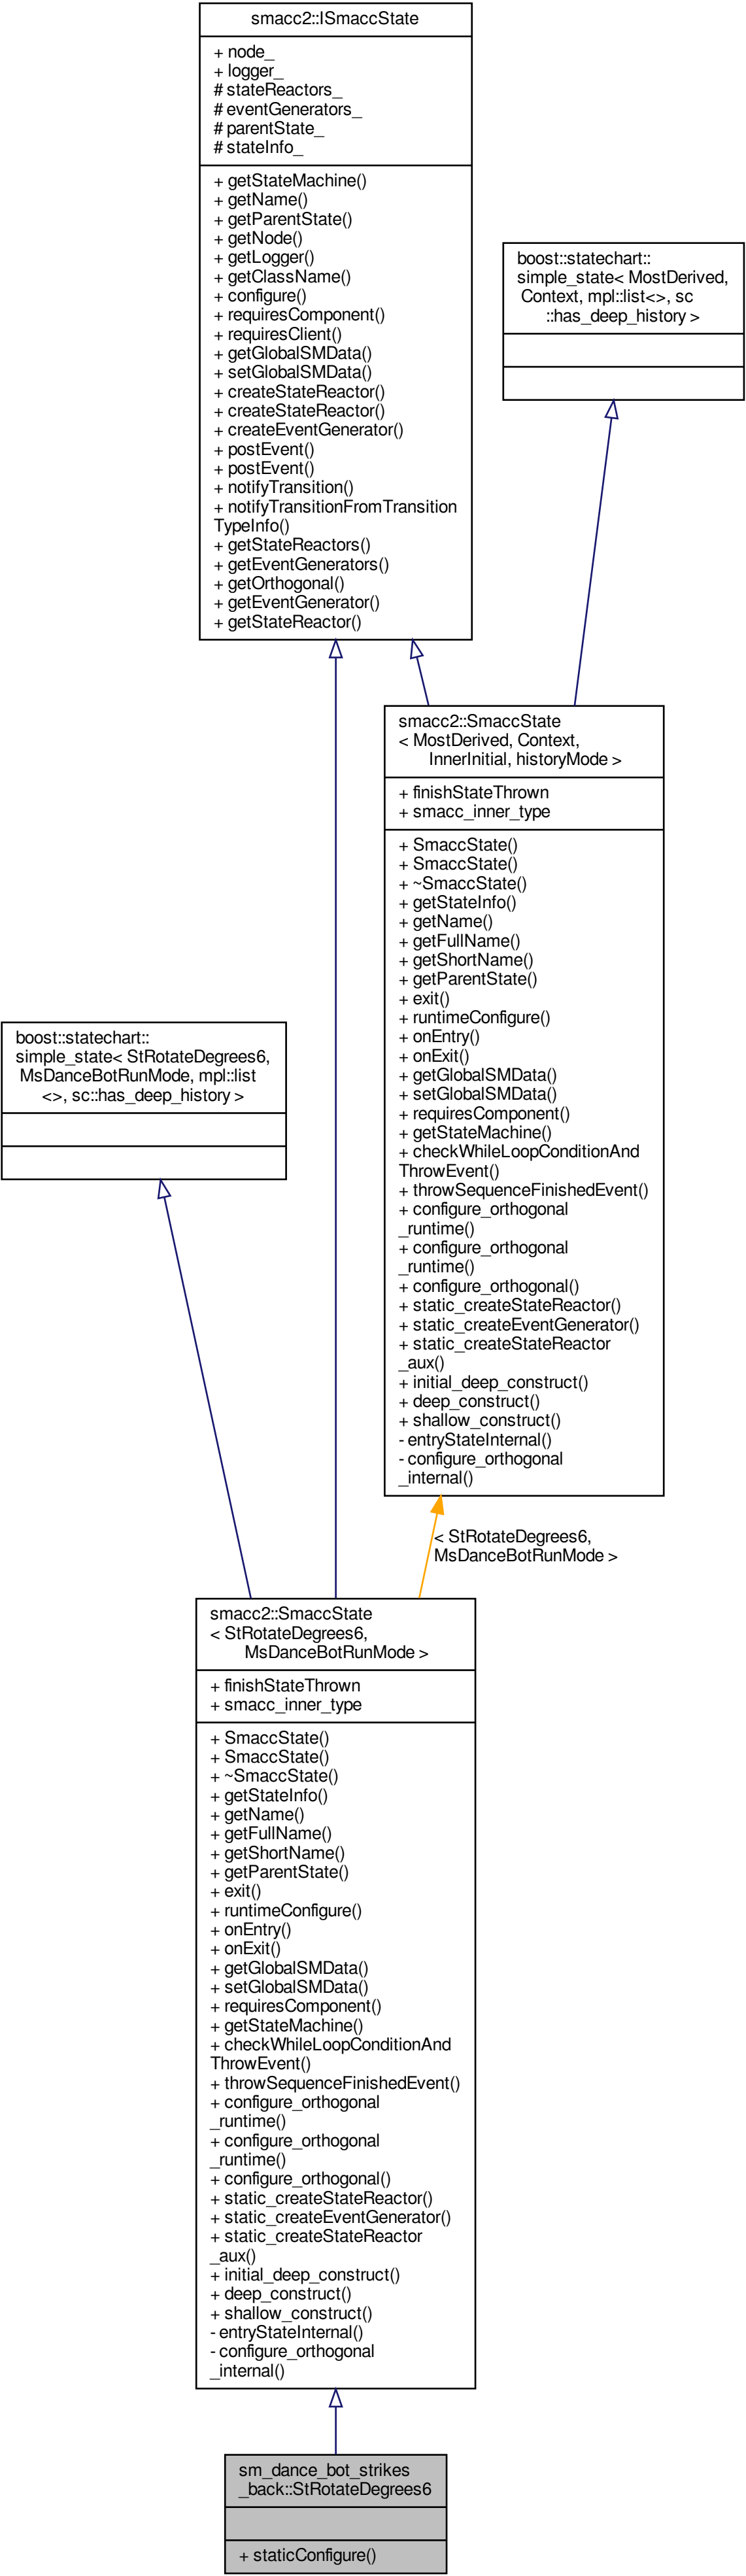 smacc2::ISmaccState
+ node_
+ logger_
# stateReactors_
# eventGenerators_
# parentState_
# stateInfo_
+ getStateMachine()
+ getName()
+ getParentState()
+ getNode()
+ getLogger()
+ getClassName()
+ configure()
+ requiresComponent()
+ requiresClient()
+ getGlobalSMData()
+ setGlobalSMData()
+ createStateReactor()
+ createStateReactor()
+ createEventGenerator()
+ postEvent()
+ postEvent()
+ notifyTransition()
+ notifyTransitionFromTransition
TypeInfo()
+ getStateReactors()
+ getEventGenerators()
+ getOrthogonal()
+ getEventGenerator()
+ getStateReactor()
boost::statechart::
simple_state< MostDerived,
Context, mpl::list<>, sc
::has_deep_history >
smacc2::SmaccState
< MostDerived, Context,
InnerInitial, historyMode >
+ finishStateThrown
+ smacc_inner_type
+ SmaccState()
+ SmaccState()
+ ~SmaccState()
+ getStateInfo()
+ getName()
+ getFullName()
+ getShortName()
+ getParentState()
+ exit()
+ runtimeConfigure()
+ onEntry()
+ onExit()
+ getGlobalSMData()
+ setGlobalSMData()
+ requiresComponent()
+ getStateMachine()
+ checkWhileLoopConditionAnd
ThrowEvent()
+ throwSequenceFinishedEvent()
+ configure_orthogonal
_runtime()
+ configure_orthogonal
_runtime()
+ configure_orthogonal()
+ static_createStateReactor()
+ static_createEventGenerator()
+ static_createStateReactor
_aux()
+ initial_deep_construct()
+ deep_construct()
+ shallow_construct()
- entryStateInternal()
- configure_orthogonal
_internal()
boost::statechart::
simple_state< StRotateDegrees6,
MsDanceBotRunMode, mpl::list
<>, sc::has_deep_history >
< StRotateDegrees6,
MsDanceBotRunMode >
smacc2::SmaccState
< StRotateDegrees6,
MsDanceBotRunMode >
+ finishStateThrown
+ smacc_inner_type
+ SmaccState()
+ SmaccState()
+ ~SmaccState()
+ getStateInfo()
+ getName()
+ getFullName()
+ getShortName()
+ getParentState()
+ exit()
+ runtimeConfigure()
+ onEntry()
+ onExit()
+ getGlobalSMData()
+ setGlobalSMData()
+ requiresComponent()
+ getStateMachine()
+ checkWhileLoopConditionAnd
ThrowEvent()
+ throwSequenceFinishedEvent()
+ configure_orthogonal
_runtime()
+ configure_orthogonal
_runtime()
+ configure_orthogonal()
+ static_createStateReactor()
+ static_createEventGenerator()
+ static_createStateReactor
_aux()
+ initial_deep_construct()
+ deep_construct()
+ shallow_construct()
- entryStateInternal()
- configure_orthogonal
_internal()
sm_dance_bot_strikes
_back::StRotateDegrees6
+ staticConfigure()